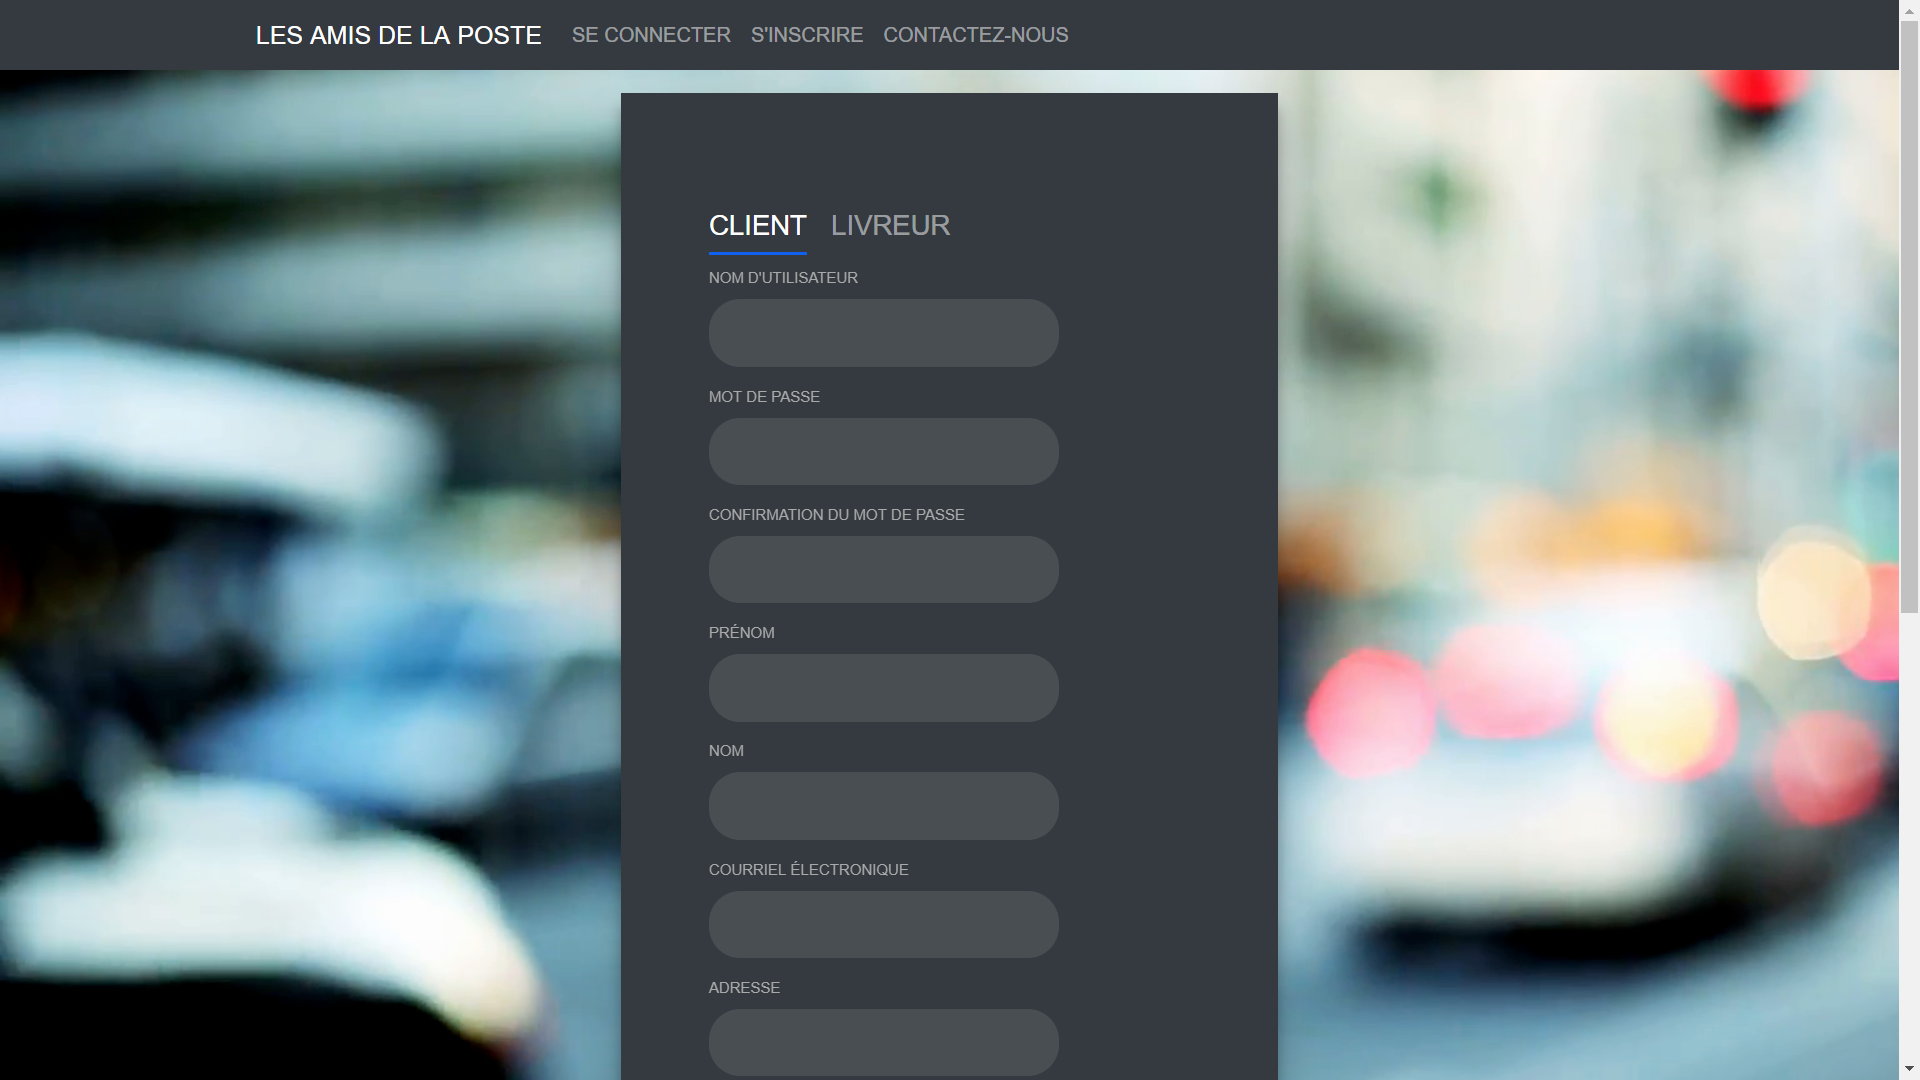 LES AMIS DE LA POSTE SE CONNECTER S'INSCRIRE CONTACTEZ-NOUS
CLIENT LIVREUR
NOM D'UTILISATEUR
MOT DE PASSE
CONFIRMATION DU MOT DE PASSE
PRÉNOM
NOM
COURRIEL ÉLECTRONIQUE
ADRESSE